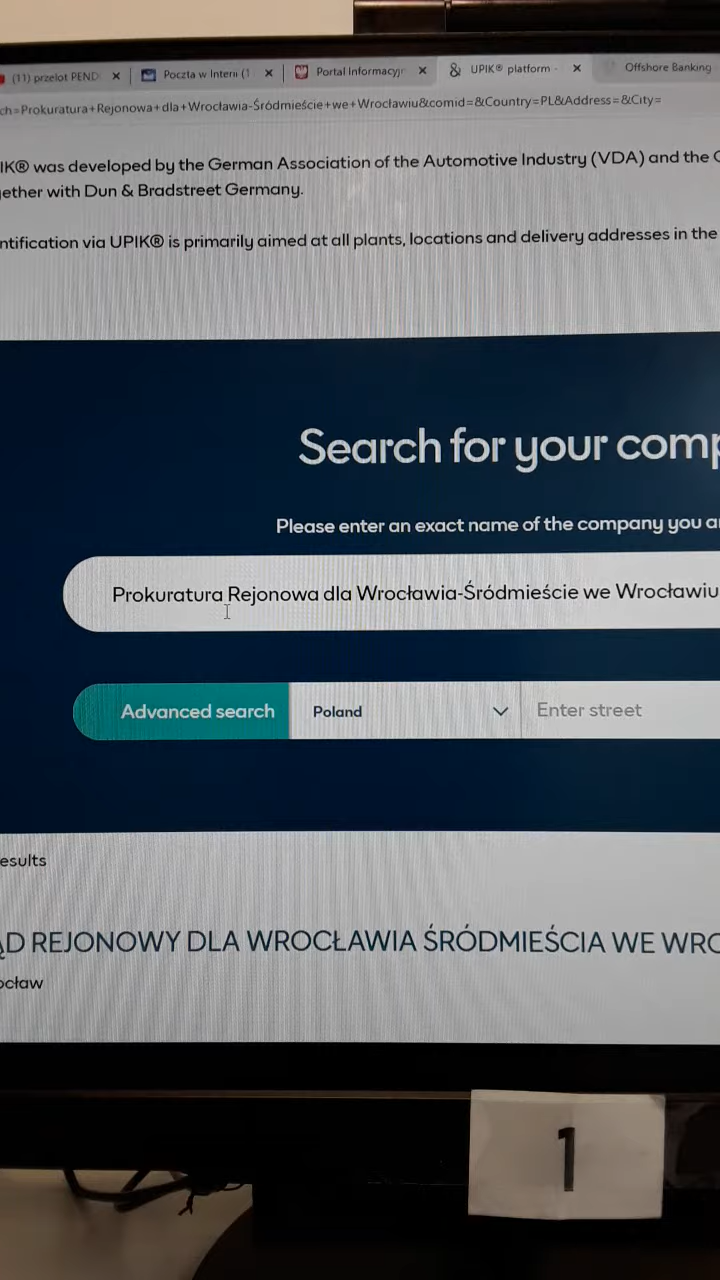 (11) przelot PEND
Poczta w Interii (1
Portal Informacyjn
UPIK® platform -
Offshore Banking
ch=Prokuratura+Rejonowa+dla+Wrocławia-Śródmieście+we+Wrocławiu&comid=&Country=PL&Address=&City=
IK® was developed by the German Association of the Automotive Industry (VDA) and the C
gether with Dun & Bradstreet Germany.
ntification via UPIK® is primarily aimed at all plants, locations and delivery addresses in the
Search for your comp
Please enter an exact name of the company you a
Prokuratura Rejonowa dla Wrocławia-Śródmieście we Wrocławiu
Advanced search
Poland
Enter street
esults
ĄD REJONOWY DLA WROCŁAWIA ŚRÓDMIEŚCIA WE WRO
ocław
1